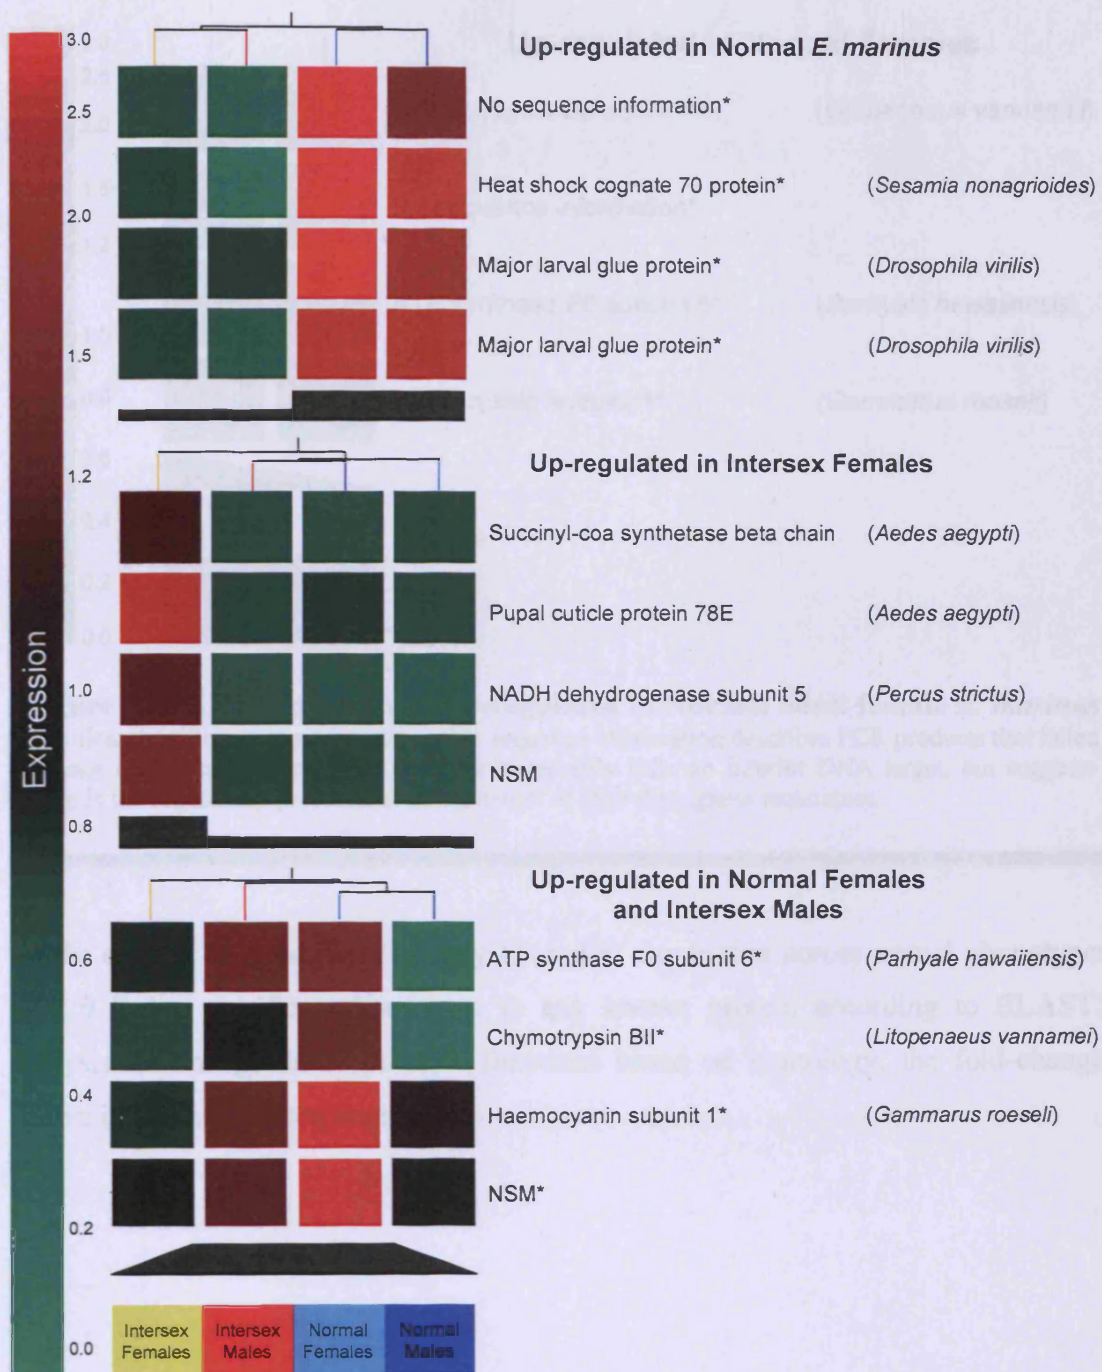 3.0
2.5
2.0
1.5
1.2
1.0
0.8
0.6
0.4
0.2
0.0
Expression
Up-regulated in Normal E. marinus
No sequence information*
Heat shock cognate 70 protein* (Sesamia nonagrioides)
Major larval glue protein* (Drosophila virilis)
Major larval glue protein* (Drosophila virilis)
Up-regulated in Intersex Females
Succinyl-coa synthetase beta chain (Aedes aegypti)
Pupal cuticle protein 78E (Aedes aegypti)
NADH dehydrogenase subunit 5 (Percus strictus)
NSM
Up-regulated in Normal Females
and Intersex Males
ATP synthase F0 subunit 6* (Parhyale hawaiiensis)
Chymotrypsin BII* (Litopenaeus vannamei)
Haemocyanin subunit 1* (Gammarus roeseli)
NSM*
Intersex Females
Intersex Males
Normal Females
Normal Males